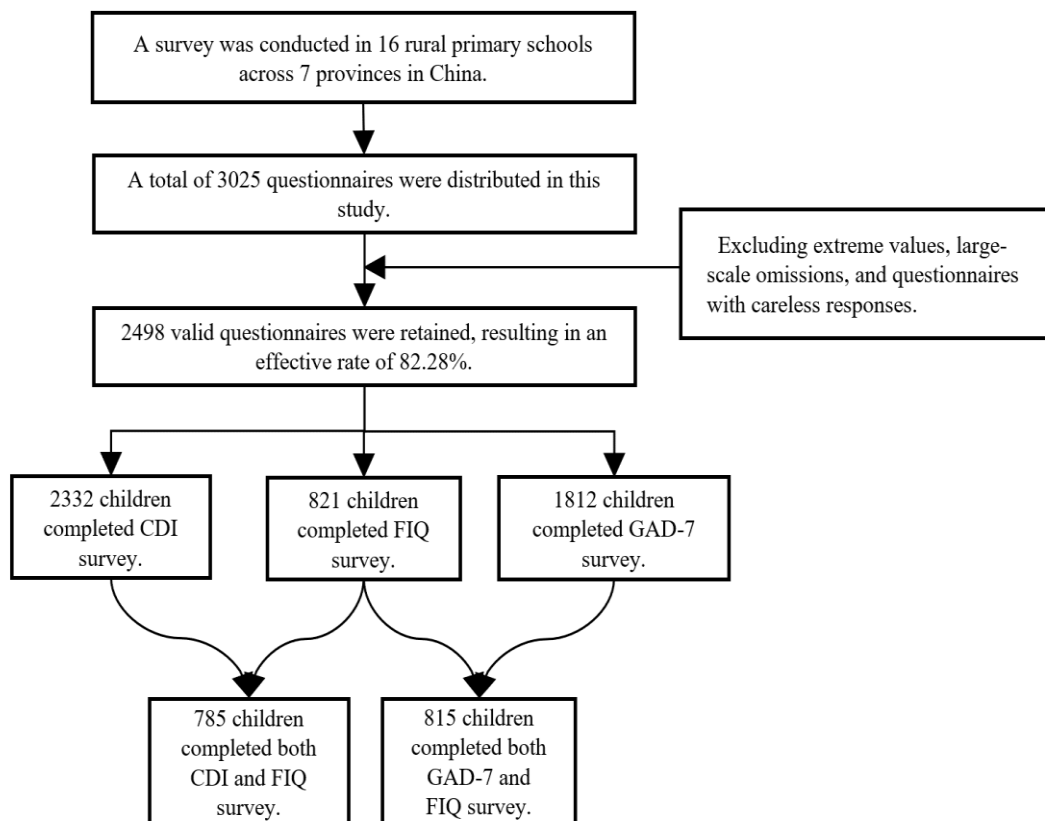 A survey was conducted in 16 rural primary schools
across 7 provinces in China.
A total of 3025 questionnaires were distributed in this
study.
Excluding extreme values, large-
scale omissions, and questionnaires
with careless responses.
2498 valid questionnaires were retained, resulting in an
effective rate of 82.28%.
2332 children
completed CDI
survey.
821 children
completed FIQ
survey.
1812 children
completed GAD-7
survey.
785 children
completed both
CDI and FIQ
survey.
815 children
completed both
GAD-7 and
FIQ survey.